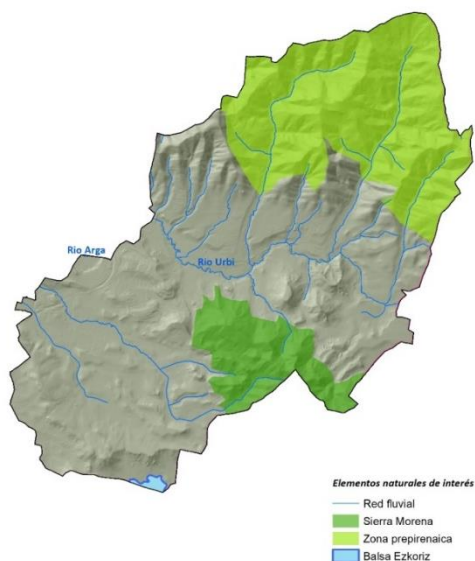 Rio Arga
Rio Urbi
Elementos naturales de interés
Red fluvial
Sierra Morena
Zona prepirenaica
Balsa Ezkoriz